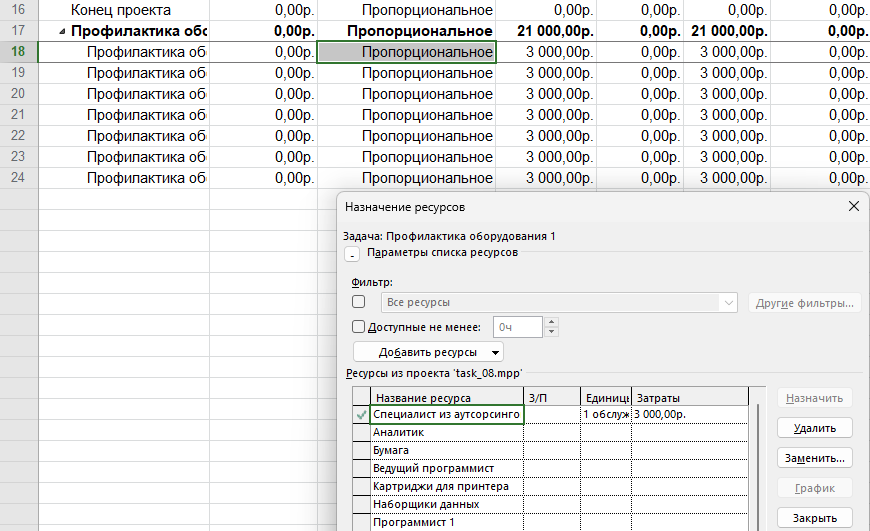 16 Конец проекта 0,00р. Пропорциональное 0,00р. 0,00р. 0,00р. 0,00р.
17 Профилактика обо 0,00р. Пропорциональное 21 000,00р. 0,00р. 21 000,00р. 0,00р.
18 Профилактика обо 0,00р. Пропорциональное 3 000,00р. 0,00р. 3 000,00р. 0,00р.
19 Профилактика обо 0,00р. Пропорциональное 3 000,00р. 0,00р. 3 000,00р. 0,00р.
20 Профилактика обо 0,00р. Пропорциональное 3 000,00р. 0,00р. 3 000,00р. 0,00р.
21 Профилактика обо 0,00р. Пропорциональное 3 000,00р. 0,00р. 3 000,00р. 0,00р.
22 Профилактика обо 0,00р. Пропорциональное 3 000,00р. 0,00р. 3 000,00р. 0,00р.
23 Профилактика обо 0,00р. Пропорциональное 3 000,00р. 0,00р. 3 000,00р. 0,00р.
24 Профилактика обо 0,00р. Пропорциональное 3 000,00р. 0,00р. 3 000,00р. 0,00р.
Назначение ресурсов
Задача: Профилактика оборудования 1
- Параметры списка ресурсов
Фильтр:
Все ресурсы Другие фильтры...
Доступные не менее: 0ч
Добавить ресурсы
Ресурсы из проекта 'task_08.mpp'
Название ресурса З/П Единицы Затраты
Специалист из аутсорсинго 1 обслуж 3 000,00р.
Аналитик
Бумага
Ведущий программист
Картриджи для принтера
Наборщики данных
Программист 1
Назначить
Удалить
Заменить...
График
Закрыть